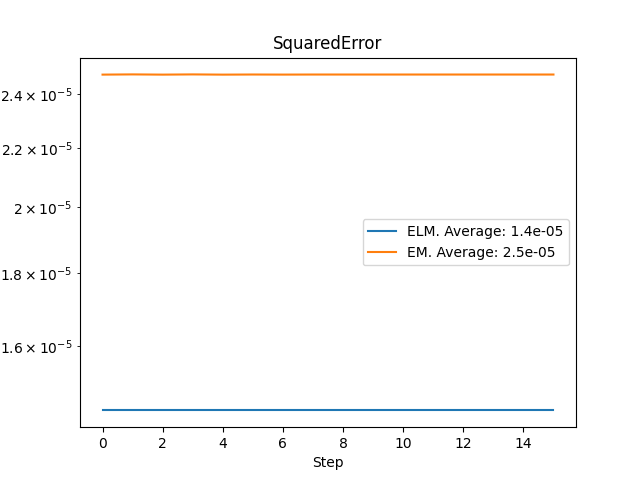 SquaredError
2.4 × 10⁻⁵
2.2 × 10⁻⁵
2 × 10⁻⁵
1.8 × 10⁻⁵
1.6 × 10⁻⁵
ELM. Average: 1.4e-05
EM. Average: 2.5e-05
0 2 4 6 8 10 12 14
Step